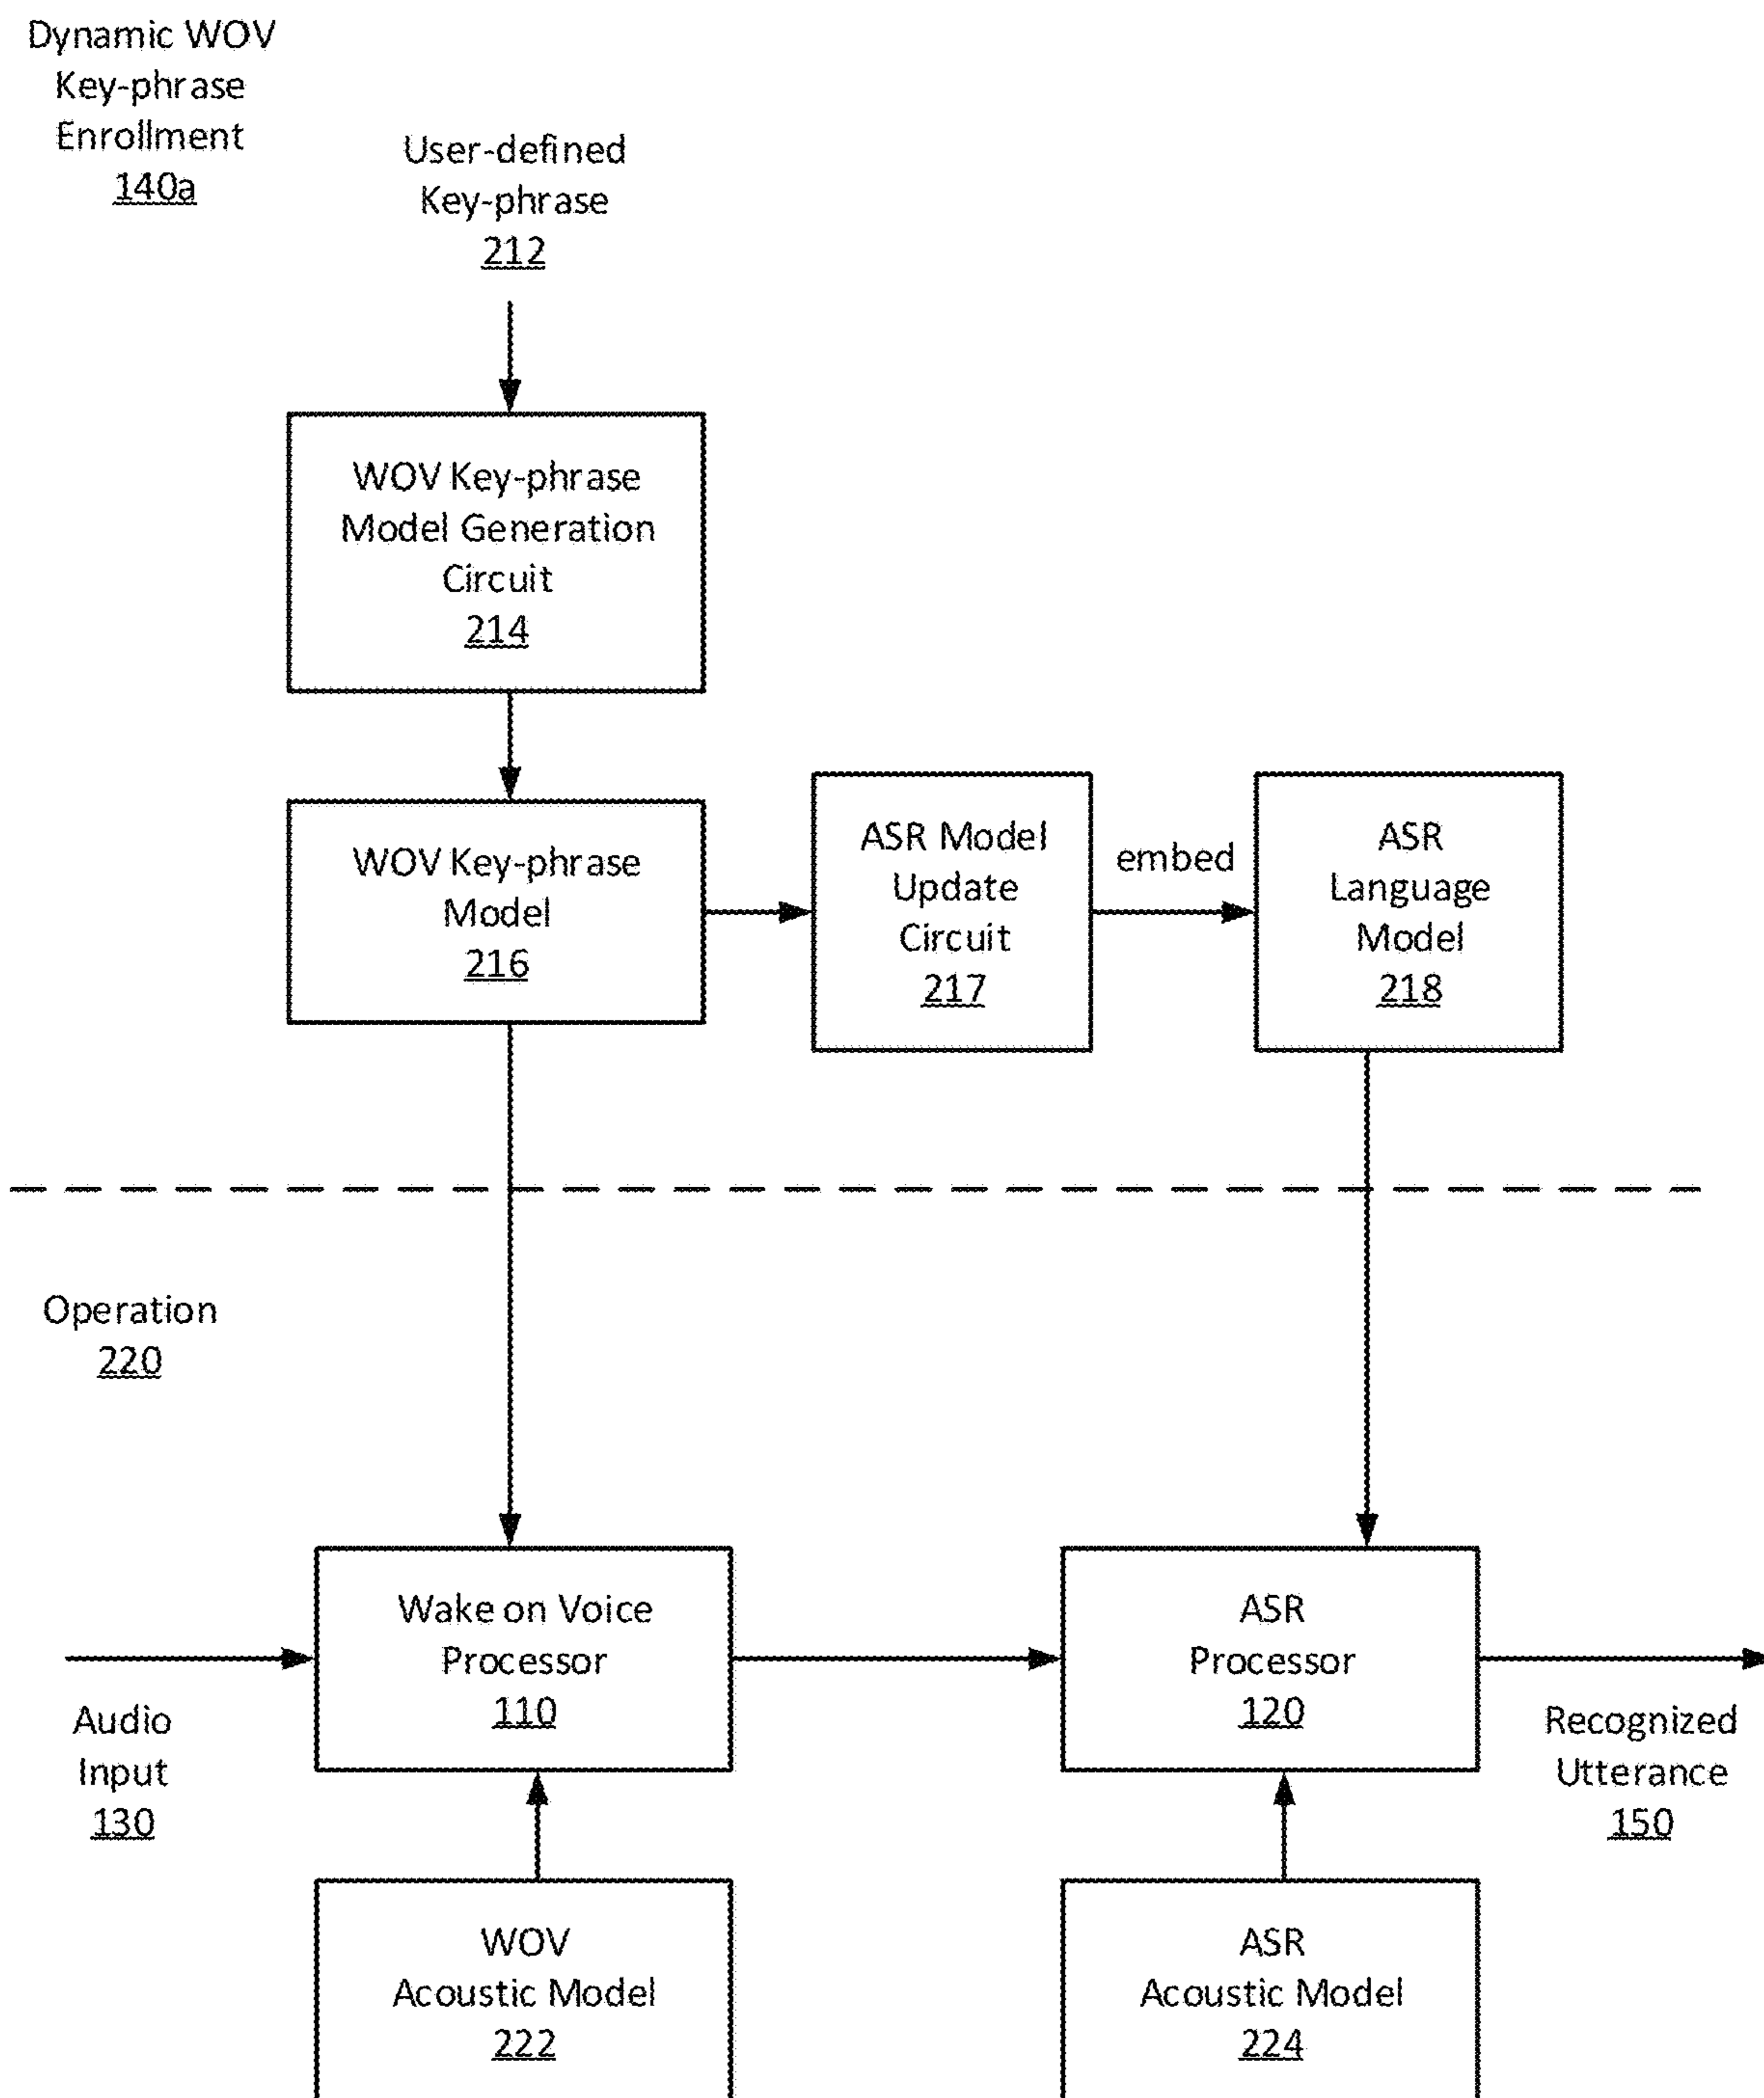 Dynamic WOV
Key-phrase
Enrollment
140a
User-defined
Key-phrase
212
WOV Key-phrase
Model Generation
Circuit
214
WOV Key-phrase
Model
216
ASR Model
Update
Circuit
217
embed
ASR
Language
Model
218
Operation
220
Wake on Voice
Processor
110
ASR
Processor
120
Audio
Input
130
Recognized
Utterance
150
WOV
Acoustic Model
222
ASR
Acoustic Model
224